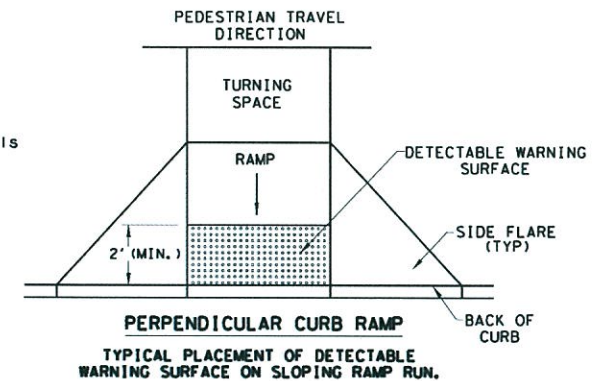 PEDESTRIAN TRAVEL
DIRECTION
TURNING
SPACE
ls
RAMP
DETECTABLE WARNING
SURFACE
SIDE FLARE
(TYP)
2' (MIN.)
BACK OF
CURB
PERPENDICULAR CURB RAMP
TYPICAL PLACEMENT OF DETECTABLE
WARNING SURFACE ON SLOPING RAMP RUN.